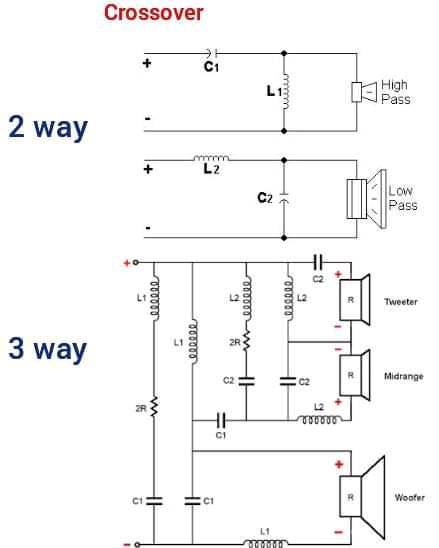 Crossover
+
C1
L1
High
Pass
-
2 way
+
L2
C2
Low
Pass
-
+
C2
+
L1
L2
L2
R
Tweeter
-
L1
2R
-
3 way
C2
C2
R
Midrange
2R
L2
+
C1
+
C1
C1
R
Woofer
L1
-
-